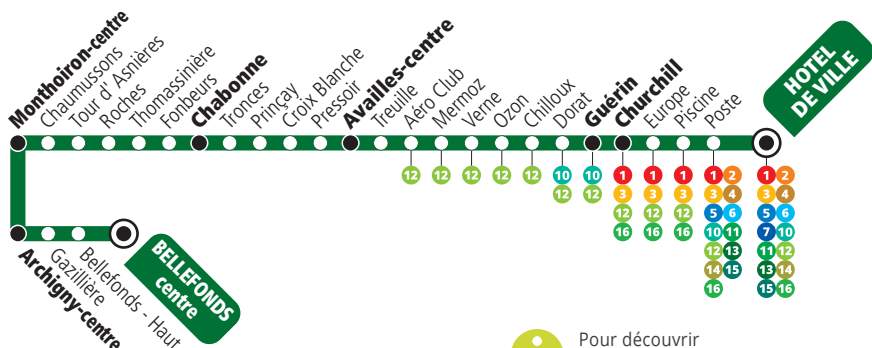 Monthoiron-centre
Chaumussons
Tour d' Asnières
Roches
Thomassinière
Fonbeurs
Chabonne
Tronces
Prinçay
Croix Blanche
Pressoir
Availles-centre
Treuille
Aéro Club
Mermoz
Verne
Ozon
Chilloux
Dorat
Guérin
Churchill
Europe
Piscine
Poste
HOTEL
DE VILLE
12 12 12 12 12 10 10 1 1 1 1 2 1 2
12 12 3 3 3 3 4 3 4
12 12 12 5 6 5 6
16 16 16 10 11 7 10
12 13 11 12
14 15 13 14
16 15 16
Archigny-centre
Gazillière
Bellefonds - Haut
BELLEFONDS
centre
Pour découvrir